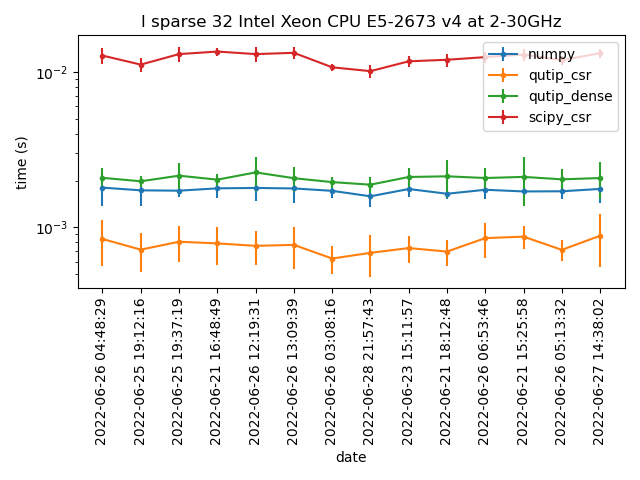 I sparse 32 Intel Xeon CPU E5-2673 v4 at 2-30GHz
time (s)
10⁻²
10⁻³
numpy
qutip_csr
qutip_dense
scipy_csr
2022-06-26 04:48:29
2022-06-25 19:12:16
2022-06-25 19:37:19
2022-06-21 16:48:49
2022-06-26 12:19:31
2022-06-26 13:09:39
2022-06-26 03:08:16
2022-06-28 21:57:43
2022-06-23 15:11:57
2022-06-21 18:12:48
2022-06-26 06:53:46
2022-06-21 15:25:58
2022-06-26 05:13:32
2022-06-27 14:38:02
date